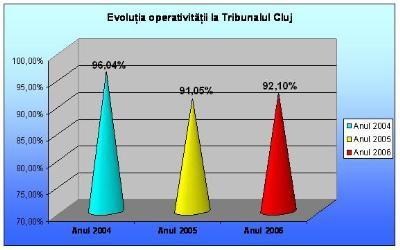 Evoluția operativității la Tribunalul Cluj
100,00%
95,00%
90,00%
85,00%
80,00%
75,00%
70,00%
96,04%
91,05%
92,10%
Anul 2004
Anul 2005
Anul 2006
Anul 2004
Anul 2005
Anul 2006